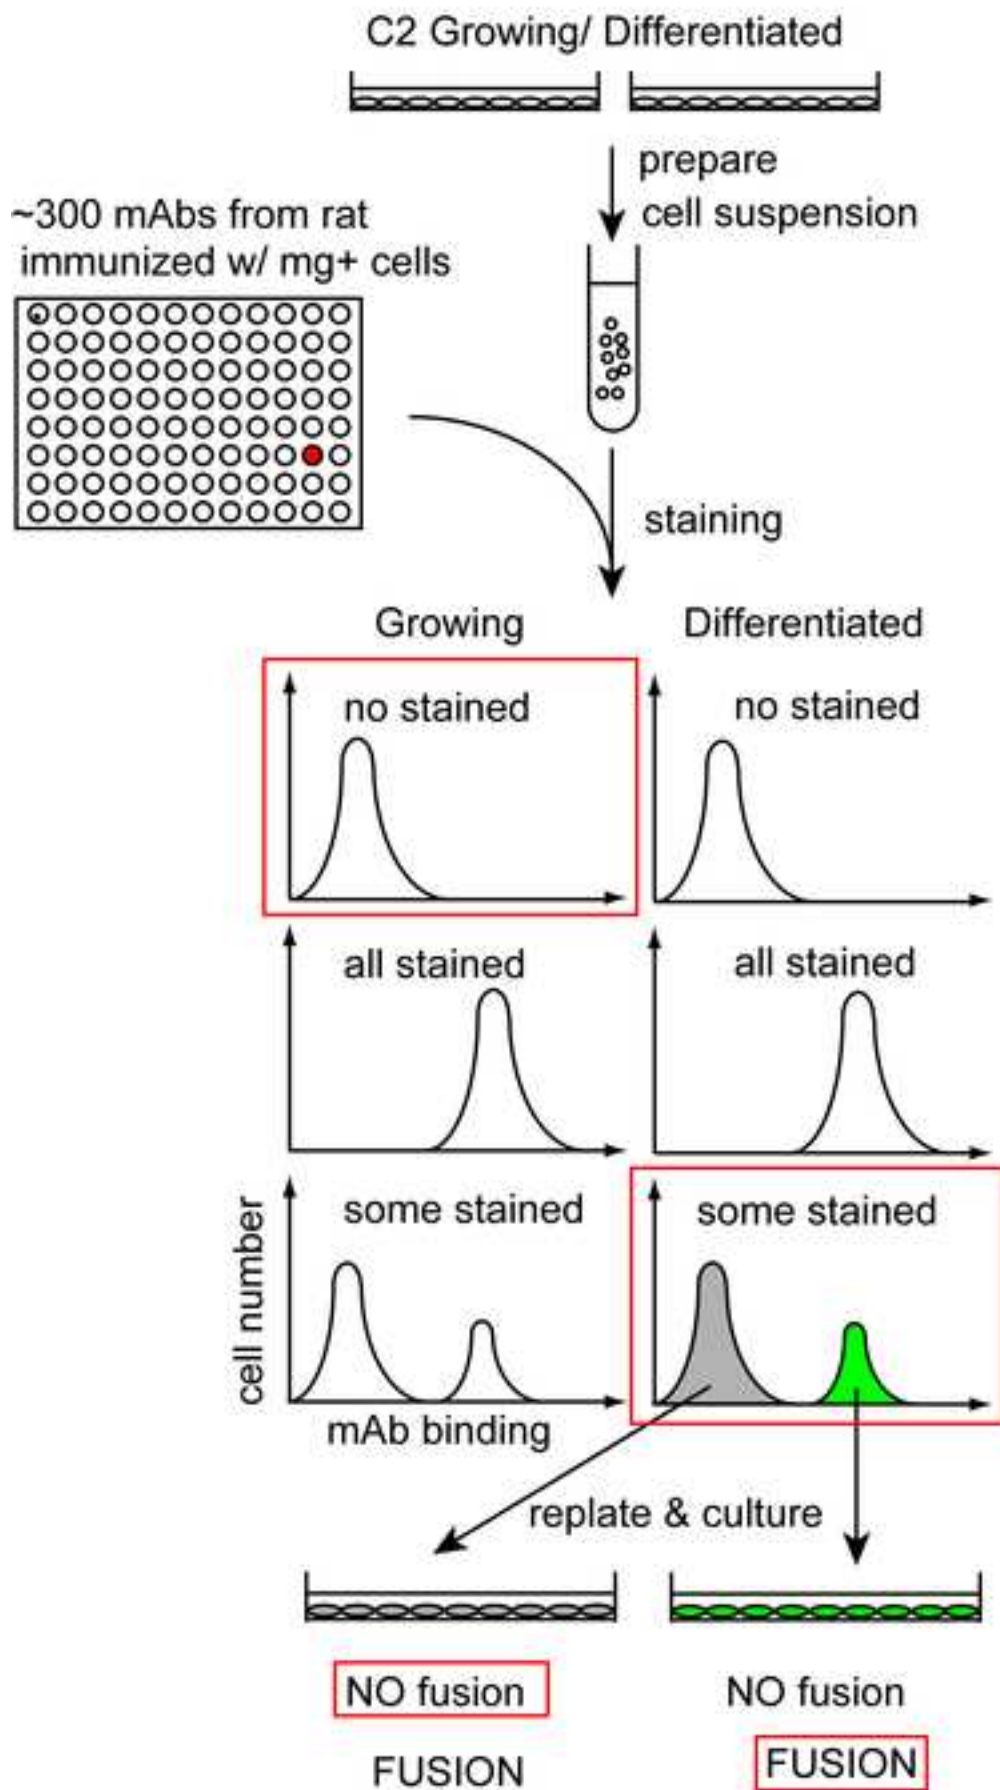 C2 Growing/ Differentiated
prepare
cell suspension
~300 mAbs from rat
immunized w/ mg+ cells
staining
Growing
Differentiated
no stained
no stained
all stained
all stained
some stained
some stained
cell number
mAb binding
replate & culture
NO fusion
NO fusion
FUSION
FUSION